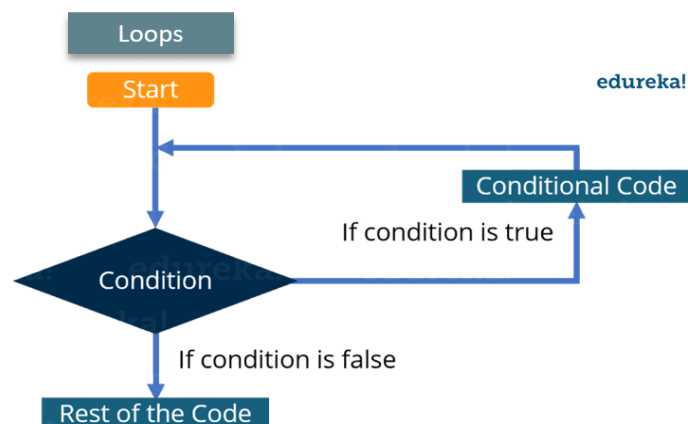 Loops
Start
edureka!
Conditional Code
If condition is true
Condition
If condition is false
Rest of the Code